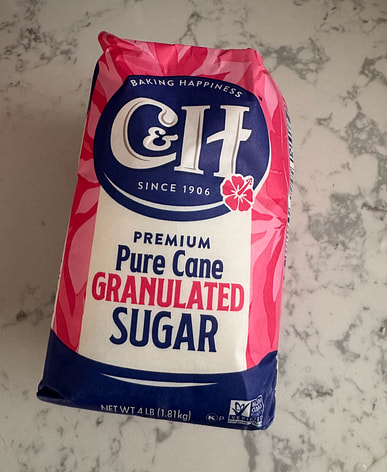 BAKING HAPPINESS
C&H
SINCE 1906
PREMIUM
Pure Cane
GRANULATED
SUGAR
NET WT 4 LB (1.81kg)